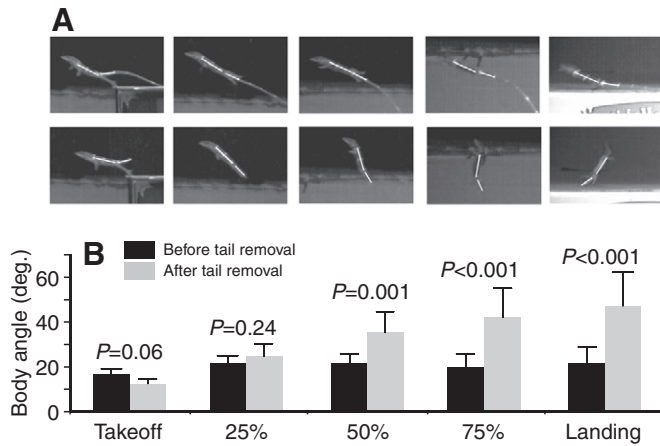 A
B
Before tail removal
After tail removal
Body angle (deg.)
60
40
20
0
P=0.06
P=0.24
P=0.001
P<0.001
P<0.001
Takeoff 25% 50% 75% Landing